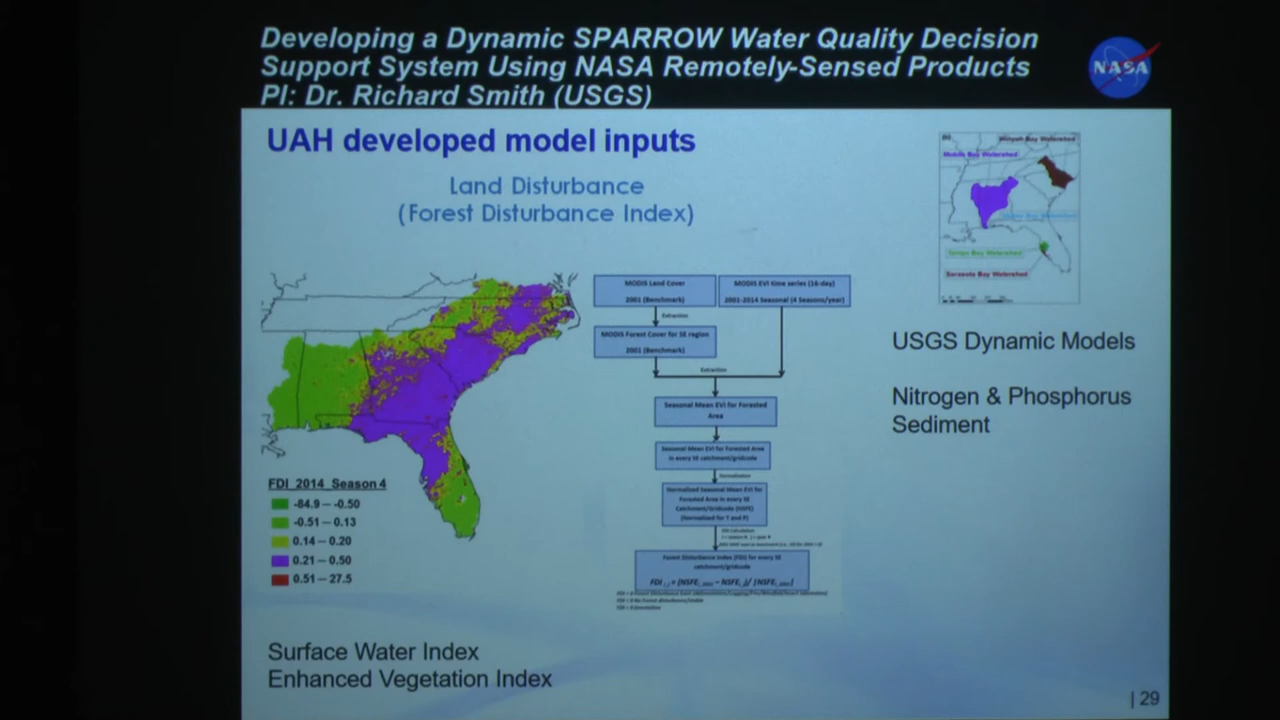 Developing a Dynamic SPARROW Water Quality Decision
Support System Using NASA Remotely-Sensed Products
PI: Dr. Richard Smith (USGS)
NASA
UAH developed model inputs
Land Disturbance
(Forest Disturbance Index)
Mobile Bay Watershed
Tampa Bay Watershed
Sarasota Bay Watershed
MODIS Land Cover
2001 (Benchmark)
MODIS EVI time series (16-day)
2001-2014 Seasonal (4 Seasons/year)
Extraction
MODIS Forest Cover for SE region
2001 (Benchmark)
Extraction
Seasonal Mean EVI for Forested
Area
Seasonal Mean EVI for Forested Area
in every SE catchment/gridcode
Normalization
Normalized Seasonal Mean EVI for
Forested Area in every SE
Catchment/Gridcode (NSFE)
(Normalized for T and P)
Forest Disturbance Index (FDI) for every SE
catchment/gridcode
FDI_2014_Season 4
-84.9 – -0.50
-0.51 – 0.13
0.14 – 0.20
0.21 – 0.50
0.51 – 27.5
USGS Dynamic Models
Nitrogen & Phosphorus
Sediment
Surface Water Index
Enhanced Vegetation Index
| 29